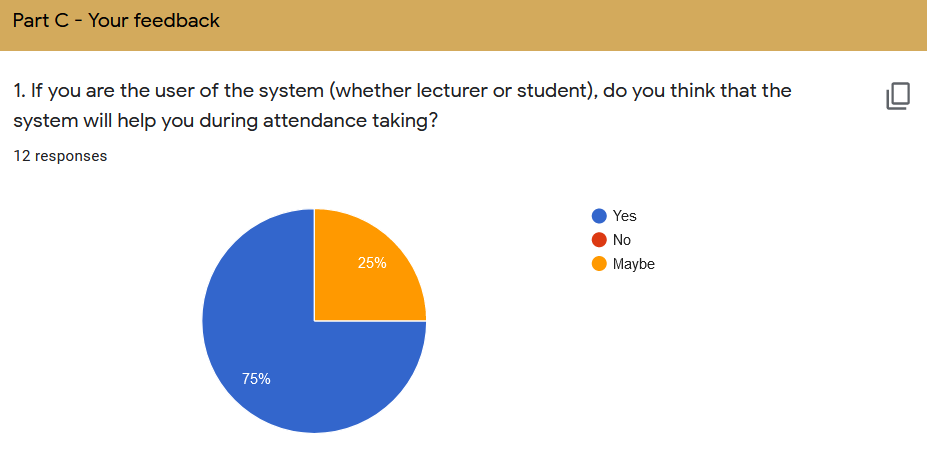 Part C - Your feedback
1. If you are the user of the system (whether lecturer or student), do you think that the
system will help you during attendance taking?
12 responses
Yes
No
Maybe
25%
75%